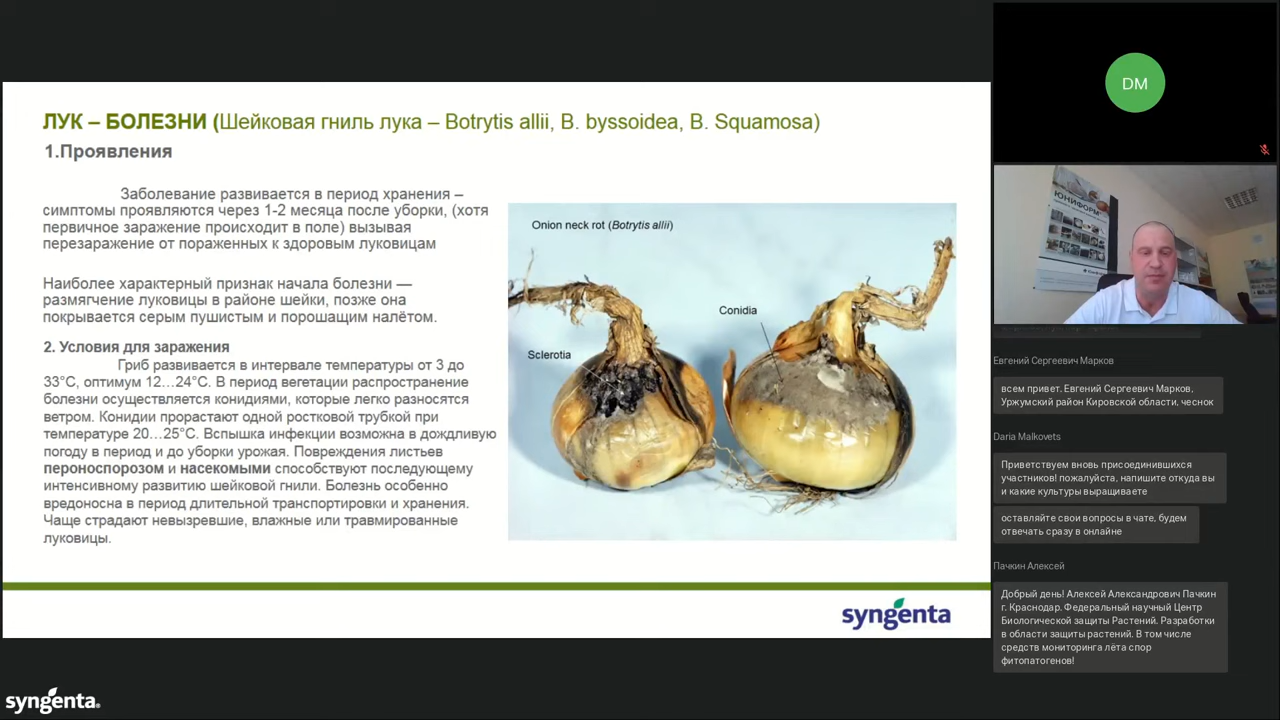 ЛУК – БОЛЕЗНИ (Шейковая гниль лука – Botrytis allii, B. byssoidea, B. Squamosa)
1.Проявления
Заболевание развивается в период хранения –
симптомы проявляются через 1-2 месяца после уборки, (хотя
первичное заражение происходит в поле) вызывая
перезаражение от пораженных к здоровым луковицам
Наиболее характерный признак начала болезни —
размягчение луковицы в районе шейки, позже она
покрывается серым пушистым и порошащим налётом.
2. Условия для заражения
Гриб развивается в интервале температуры от 3 до
33°С, оптимум 12…24°С. В период вегетации распространение
болезни осуществляется конидиями, которые легко разносятся
ветром. Конидии прорастают одной ростковой трубкой при
температуре 20…25°С. Вспышка инфекции возможна в дождливую
погоду в период и до уборки урожая. Повреждения листьев
пероноспорозом и насекомыми способствуют последующему
интенсивному развитию шейковой гнили. Болезнь особенно
вредоносна в период длительной транспортировки и хранения.
Чаще страдают невызревшие, влажные или травмированные
луковицы.
Onion neck rot (Botrytis allii)
Conidia
Sclerotia
syngenta
syngenta.
DM
ЮНИФОРМ
Евгений Сергеевич Марков
всем привет, Евгений Сергеевич Марков,
Уржумский район Кировской области, чеснок
Daria Malkovets
Приветствуем вновь присоединившихся
участников! пожалуйста, напишите откуда вы
и какие культуры выращиваете
оставляйте свои вопросы в чате, будем
отвечать сразу в онлайне
Пачкин Алексей
Добрый день! Алексей Александрович Пачкин
г. Краснодар. Федеральный научный Центр
Биологической защиты Растений. Разработки
в области защиты растений. В том числе
средств мониторинга лёта спор
фитопатогенов!